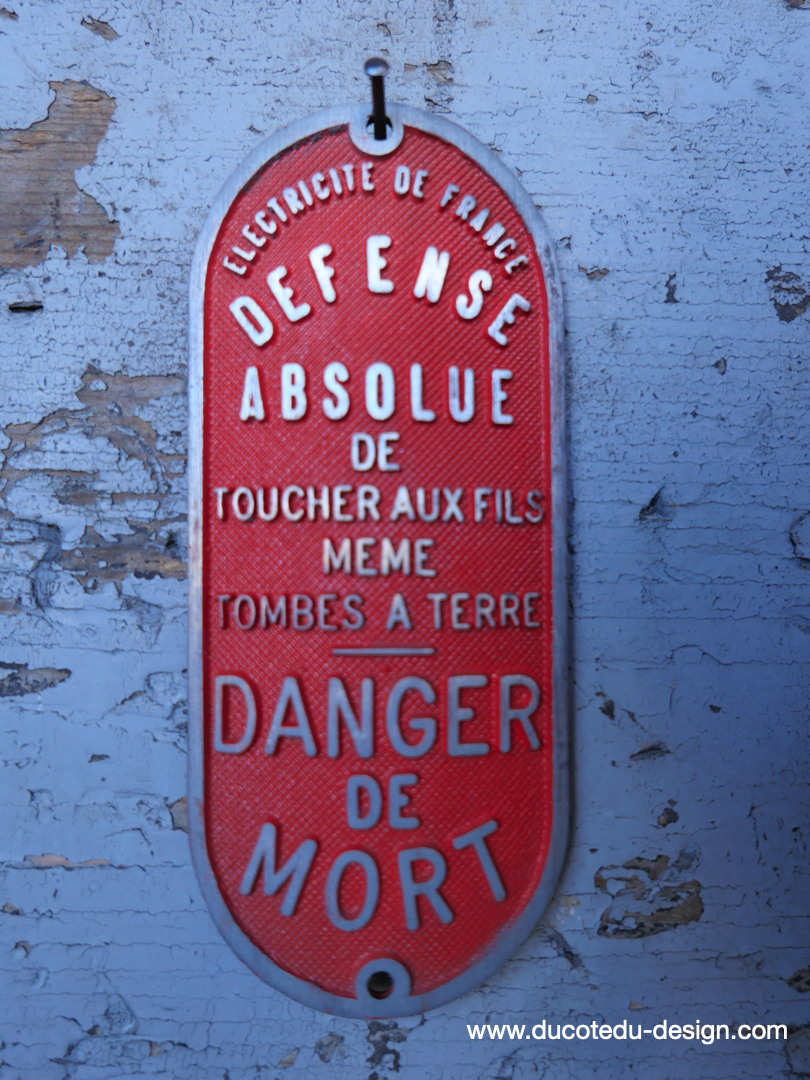 ELECTRICITE DE FRANCE
DEFENSE
ABSOLUE
DE
TOUCHER AUX FILS
MEME
TOMBES A TERRE
DANGER
DE
MORT
www.ducotedu-design.com